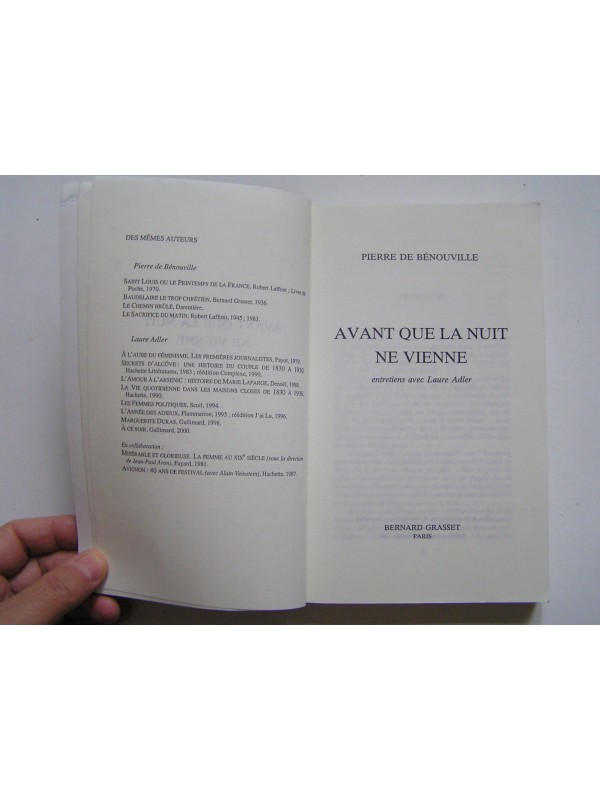 DES MÊMES AUTEURS
Pierre de Bénouville
SAINT LOUIS OU LE PRINTEMPS DE LA FRANCE, Robert Laffont ; Livre de
Poche, 1970.
BAUDELAIRE LE TROP CHRÉTIEN, Bernard Grasset, 1936.
LE CHEMIN BRÛLÉ, Darentière.
LE SACRIFICE DU MATIN, Robert Laffont, 1945 ; 1983.
Laure Adler
À L'AUBE DU FÉMINISME. LES PREMIÈRES JOURNALISTES, Payot, 1979.
SECRETS D'ALCÔVE : UNE HISTOIRE DU COUPLE DE 1830 À 1930,
Hachette Littératures, 1983 ; réédition Complexe, 1990.
L'AMOUR À L'ARSENIC : HISTOIRE DE MARIE LAFARGE, Denoël, 1986.
LA VIE QUOTIDIENNE DANS LES MAISONS CLOSES DE 1830 À 1930,
Hachette, 1990.
LES FEMMES POLITIQUES, Seuil, 1994.
L'ANNÉE DES ADIEUX, Flammarion, 1995 ; réédition J'ai Lu, 1996.
MARGUERITE DURAS, Gallimard, 1998.
À CE SOIR, Gallimard, 2000.
En collaboration :
MISÉRABLE ET GLORIEUSE. LA FEMME AU XIXe SIÈCLE (sous la direction
de Jean-Paul Aron), Fayard, 1981.
AVIGNON : 40 ANS DE FESTIVAL (avec Alain Veinstein), Hachette, 1987.
PIERRE DE BÉNOUVILLE
AVANT QUE LA NUIT
NE VIENNE
entretiens avec Laure Adler
BERNARD GRASSET
PARIS